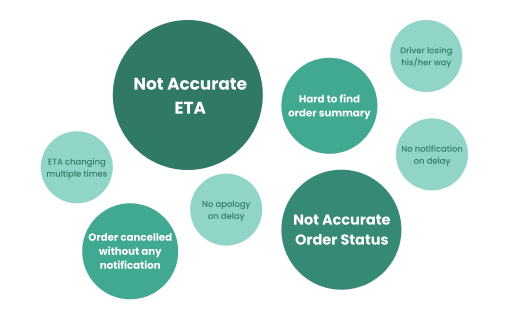 Not Accurate
ETA
Hard to find
order summary
Driver losing
his/her way
ETA changing
multiple times
No apology
on delay
No notification
on delay
Order cancelled
without any
notification
Not Accurate
Order Status